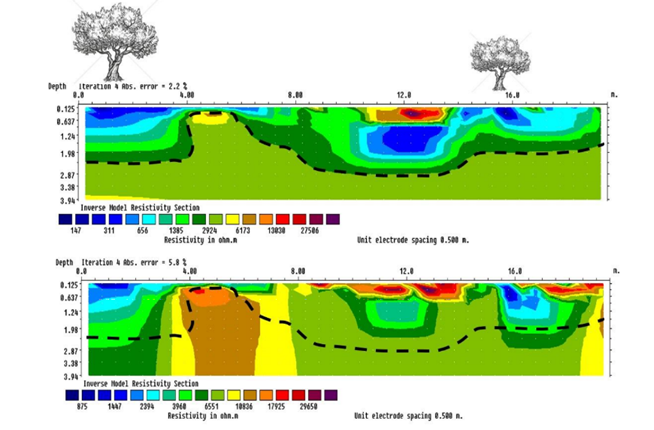 Depth Iteration 4 Abs. error = 2.2 %
0.0 4.00 8.00 12.0 16.0 m.
0.125
0.637
1.24
1.98
2.87
3.38
3.94
Inverse Model Resistivity Section
147 311 656 1385 2924 6173 13030 27506
Resistivity in ohm.m Unit electrode spacing 0.500 m.
Depth Iteration 4 Abs. error = 5.8 %
0.0 4.00 8.00 12.0 16.0 m.
0.125
0.637
1.24
1.98
2.87
3.38
3.94
Inverse Model Resistivity Section
875 1447 2394 3960 6551 10836 17925 29650
Resistivity in ohm.m Unit electrode spacing 0.500 m.